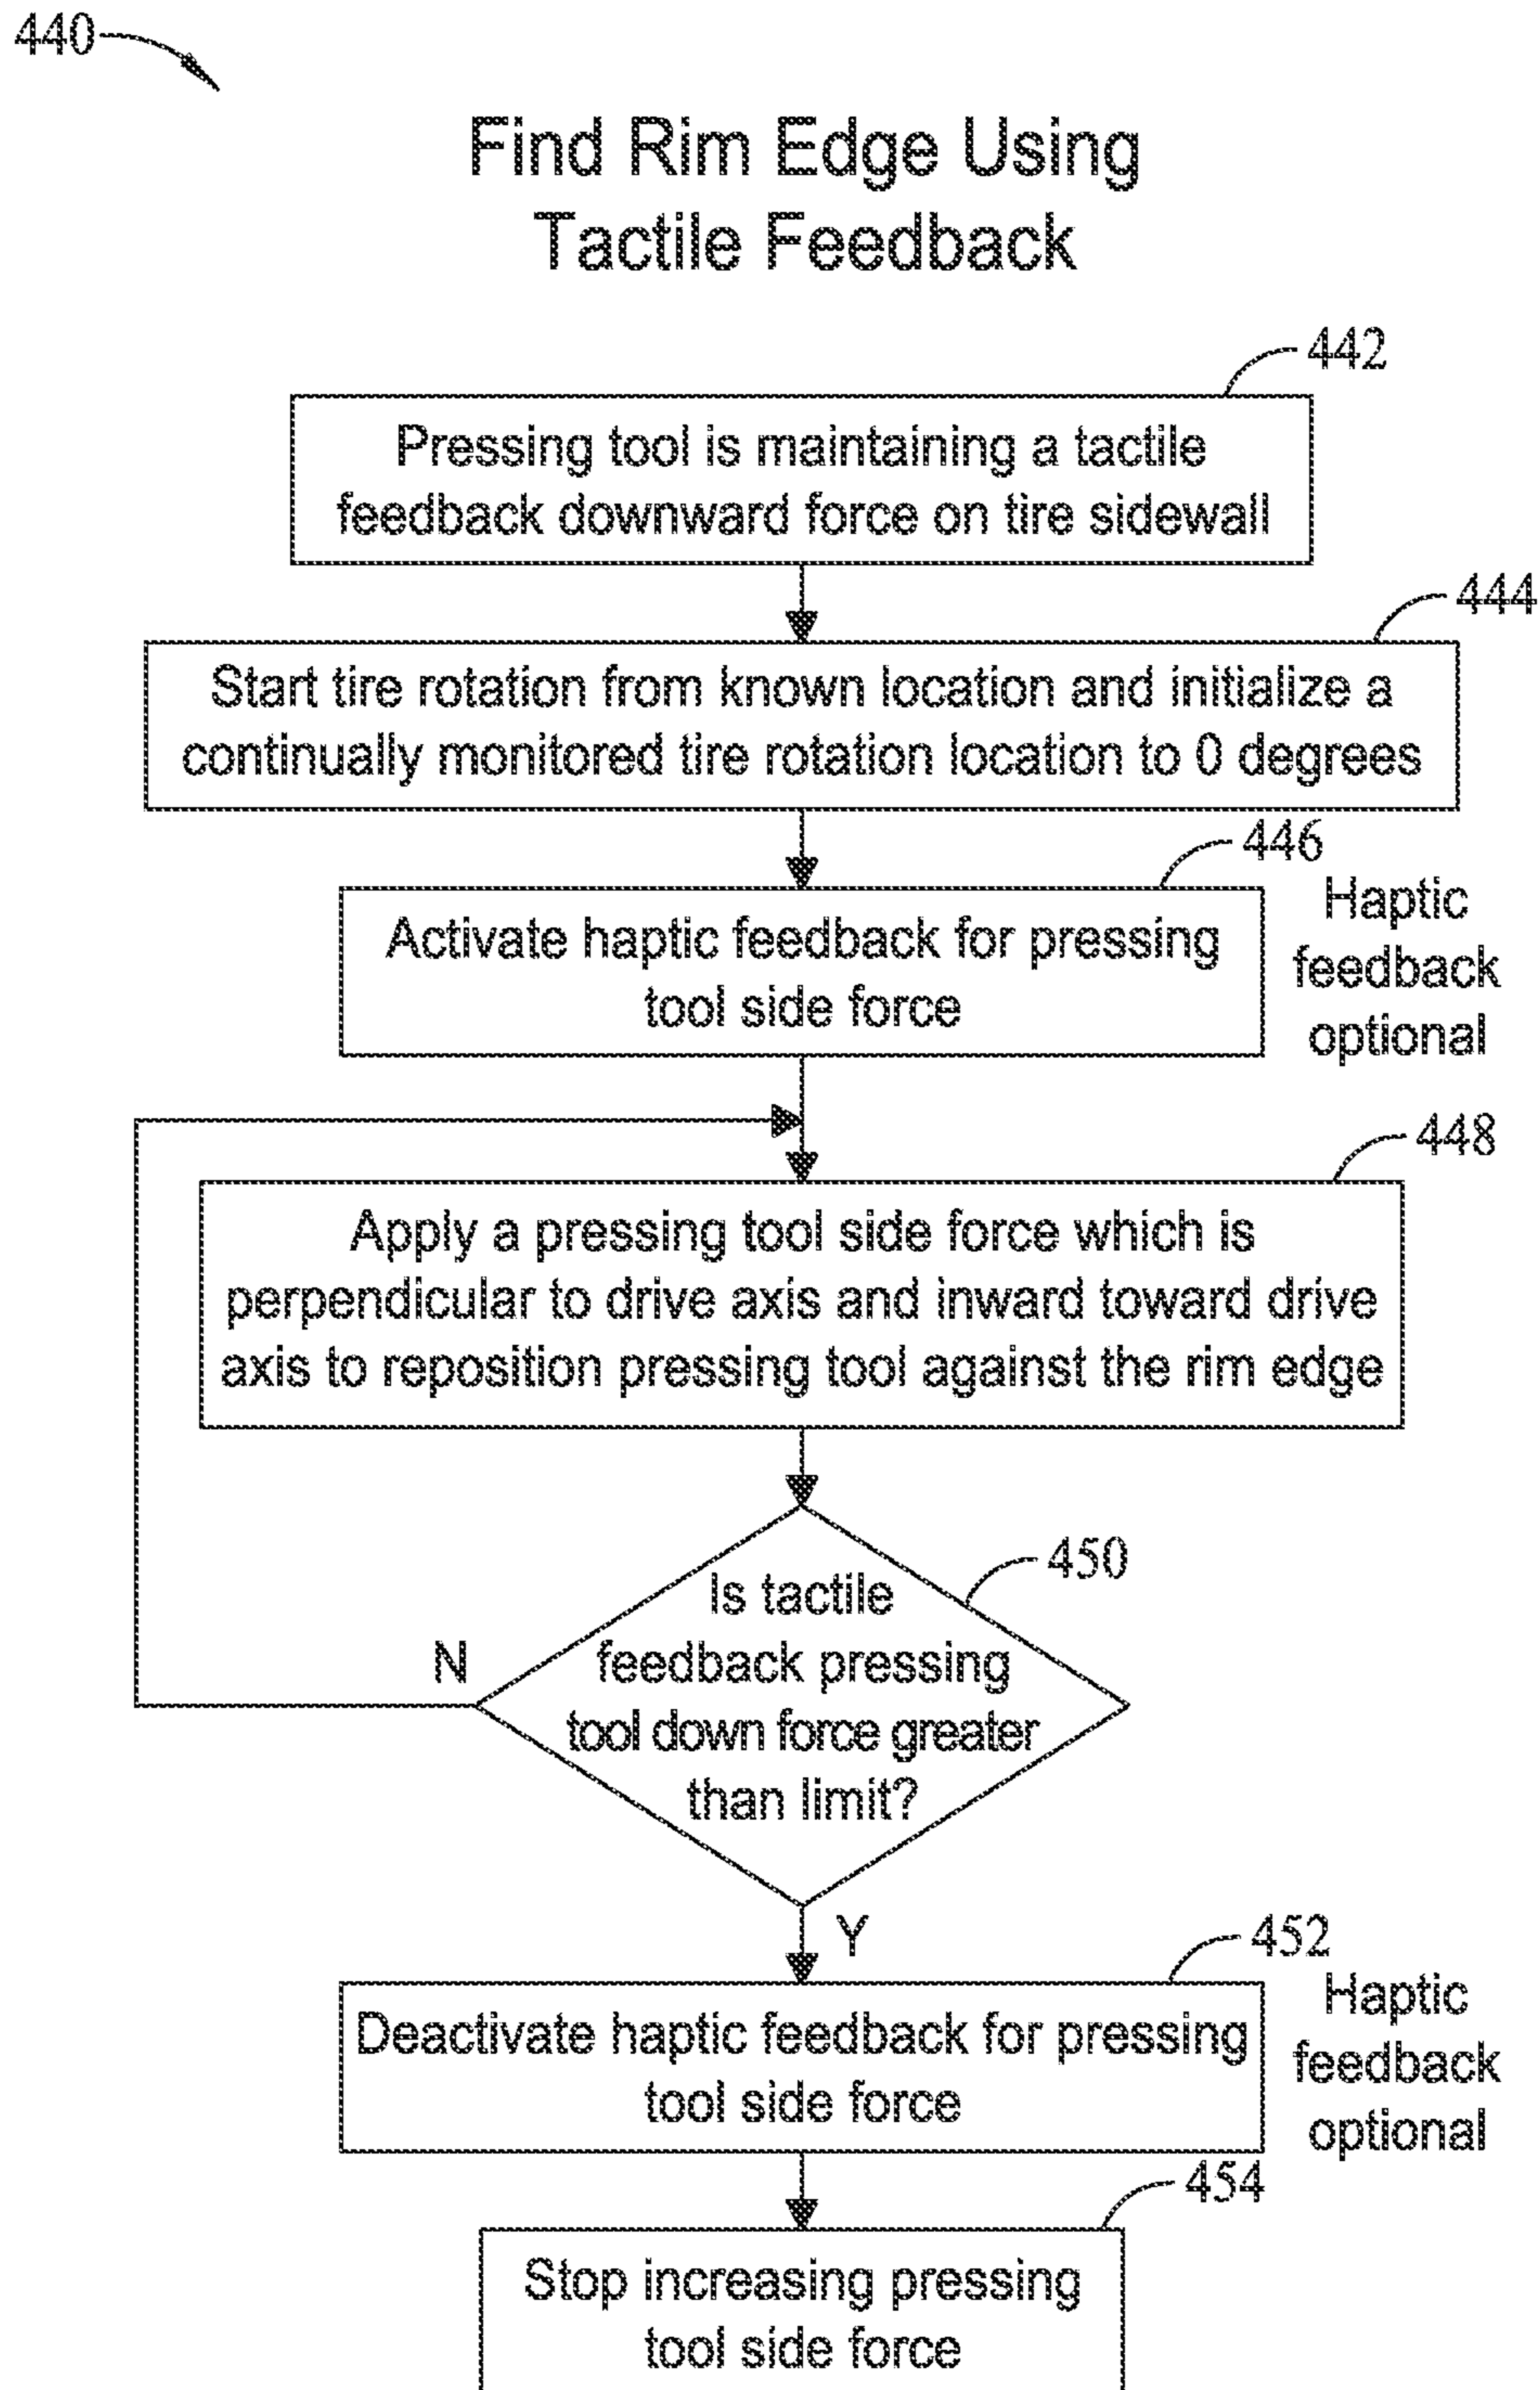 440
Find Rim Edge Using
Tactile Feedback
442
Pressing tool is maintaining a tactile
feedback downward force on tire sidewall
444
Start tire rotation from known location and initialize a
continually monitored tire rotation location to 0 degrees
446
Activate haptic feedback for pressing
tool side force
Haptic
feedback
optional
448
Apply a pressing tool side force which is
perpendicular to drive axis and inward toward drive
axis to reposition pressing tool against the rim edge
450
Is tactile
feedback pressing
tool down force greater
than limit?
N
Y
452
Deactivate haptic feedback for pressing
tool side force
Haptic
feedback
optional
454
Stop increasing pressing
tool side force